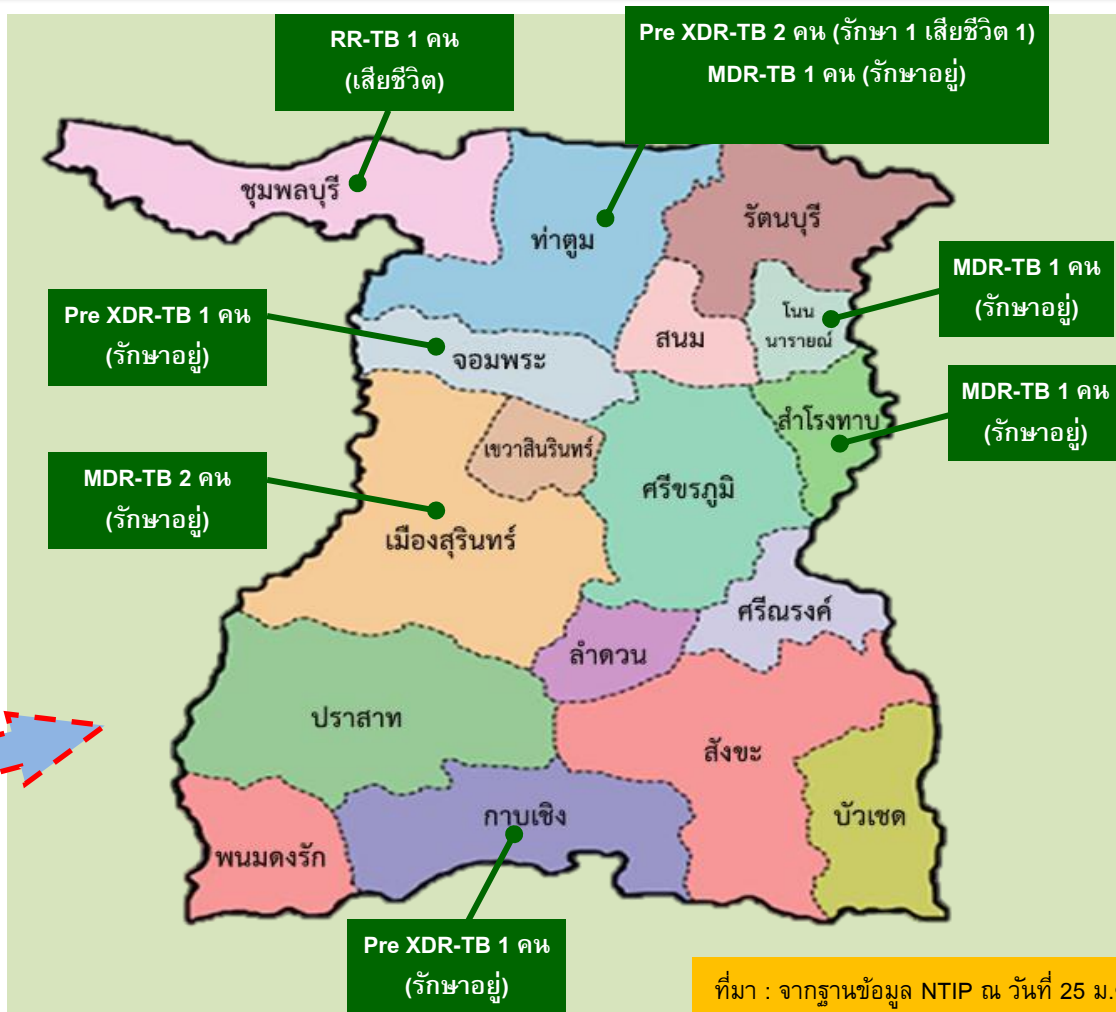 RR-TB 1 คน
(เสียชีวิต)
Pre XDR-TB 2 คน (รักษา 1 เสียชีวิต 1)
MDR-TB 1 คน (รักษาอยู่)
ชุมพลบุรี
ท่าตูม
รัตนบุรี
MDR-TB 1 คน
(รักษาอยู่)
Pre XDR-TB 1 คน
(รักษาอยู่)
โนน
นารายณ์
สนม
จอมพระ
MDR-TB 1 คน
(รักษาอยู่)
สำโรงทาบ
เขวาสินรินทร์
MDR-TB 2 คน
(รักษาอยู่)
ศรีขรภูมิ
เมืองสุรินทร์
ศรีณรงค์
ลำดวน
ปราสาท
สังขะ
กาบเชิง
บัวเชด
พนมดงรัก
Pre XDR-TB 1 คน
(รักษาอยู่)
ที่มา : จากฐานข้อมูล NTIP ณ วันที่ 25 ม.